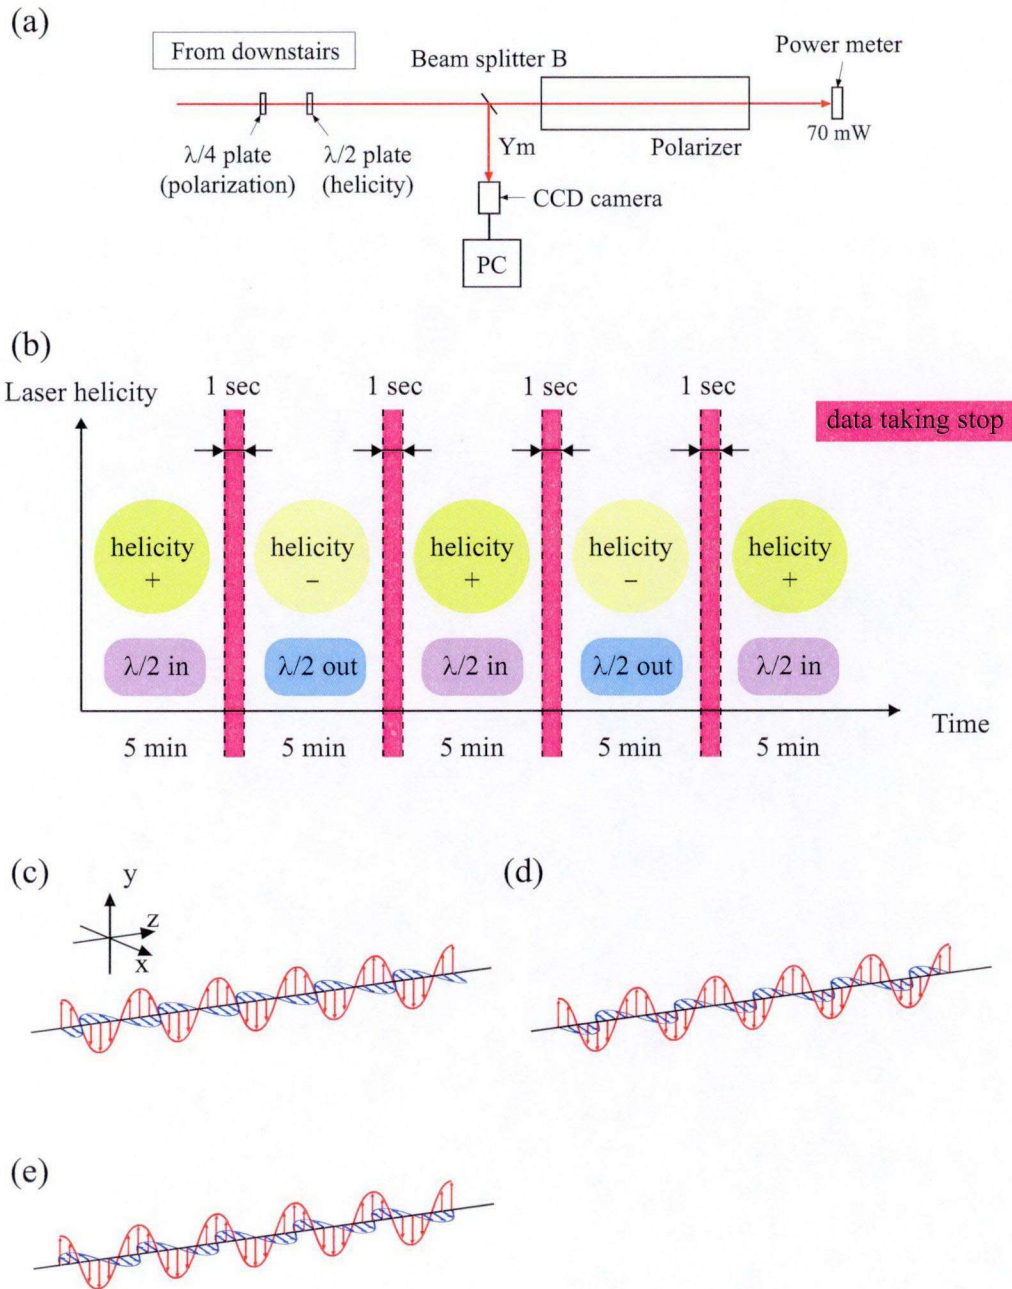 (a)
From downstairs
Beam splitter B
Power meter
λ/4 plate
(polarization)
λ/2 plate
(helicity)
Ym
Polarizer
70 mW
CCD camera
PC
(b)
Laser helicity
1 sec
1 sec
1 sec
1 sec
data taking stop
helicity
+
helicity
–
helicity
+
helicity
–
helicity
+
λ/2 in
λ/2 out
λ/2 in
λ/2 out
λ/2 in
Time
5 min
5 min
5 min
5 min
5 min
(c)
y
z
x
(d)
(e)